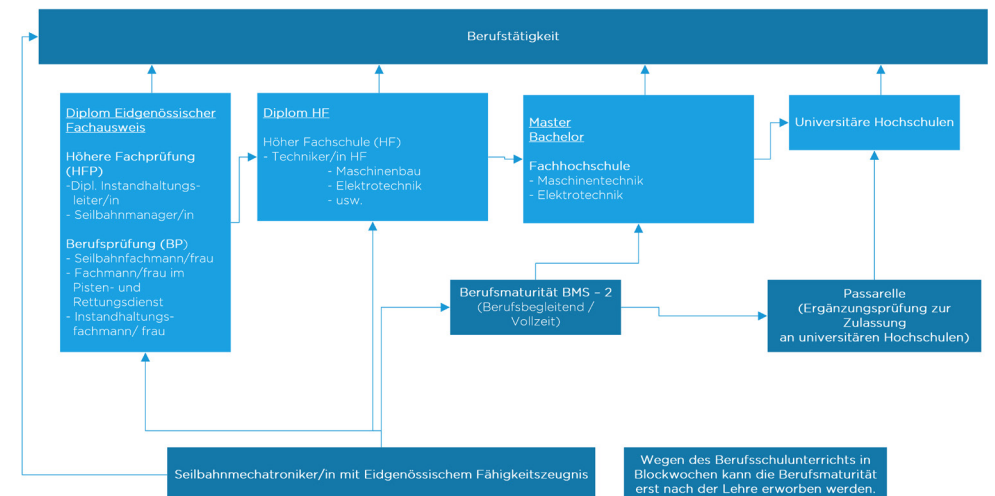 Berufstätigkeit
Diplom Eidgenössischer
Fachausweis
Höhere Fachprüfung
(HFP)
-Dipl. Instandhaltungs-
leiter/in
- Seilbahnmanager/in
Berufsprüfung (BP)
- Seilbahnfachmann/frau
- Fachmann/frau im
Pisten- und
Rettungsdienst
- Instandhaltungs-
fachmann/ frau
Diplom HF
Höher Fachschule (HF)
- Techniker/in HF
- Maschinenbau
- Elektrotechnik
- usw.
Master
Bachelor
Fachhochschule
- Maschinentechnik
- Elektrotechnik
Universitäre Hochschulen
Berufsmaturität BMS – 2
(Berufsbegleitend /
Vollzeit)
Passarelle
(Ergänzungsprüfung zur
Zulassung
an universitären Hochschulen)
Seilbahnmechatroniker/in mit Eidgenössischem Fähigkeitszeugnis
Wegen des Berufsschulunterrichts in
Blockwochen kann die Berufsmaturität
erst nach der Lehre erworben werden.